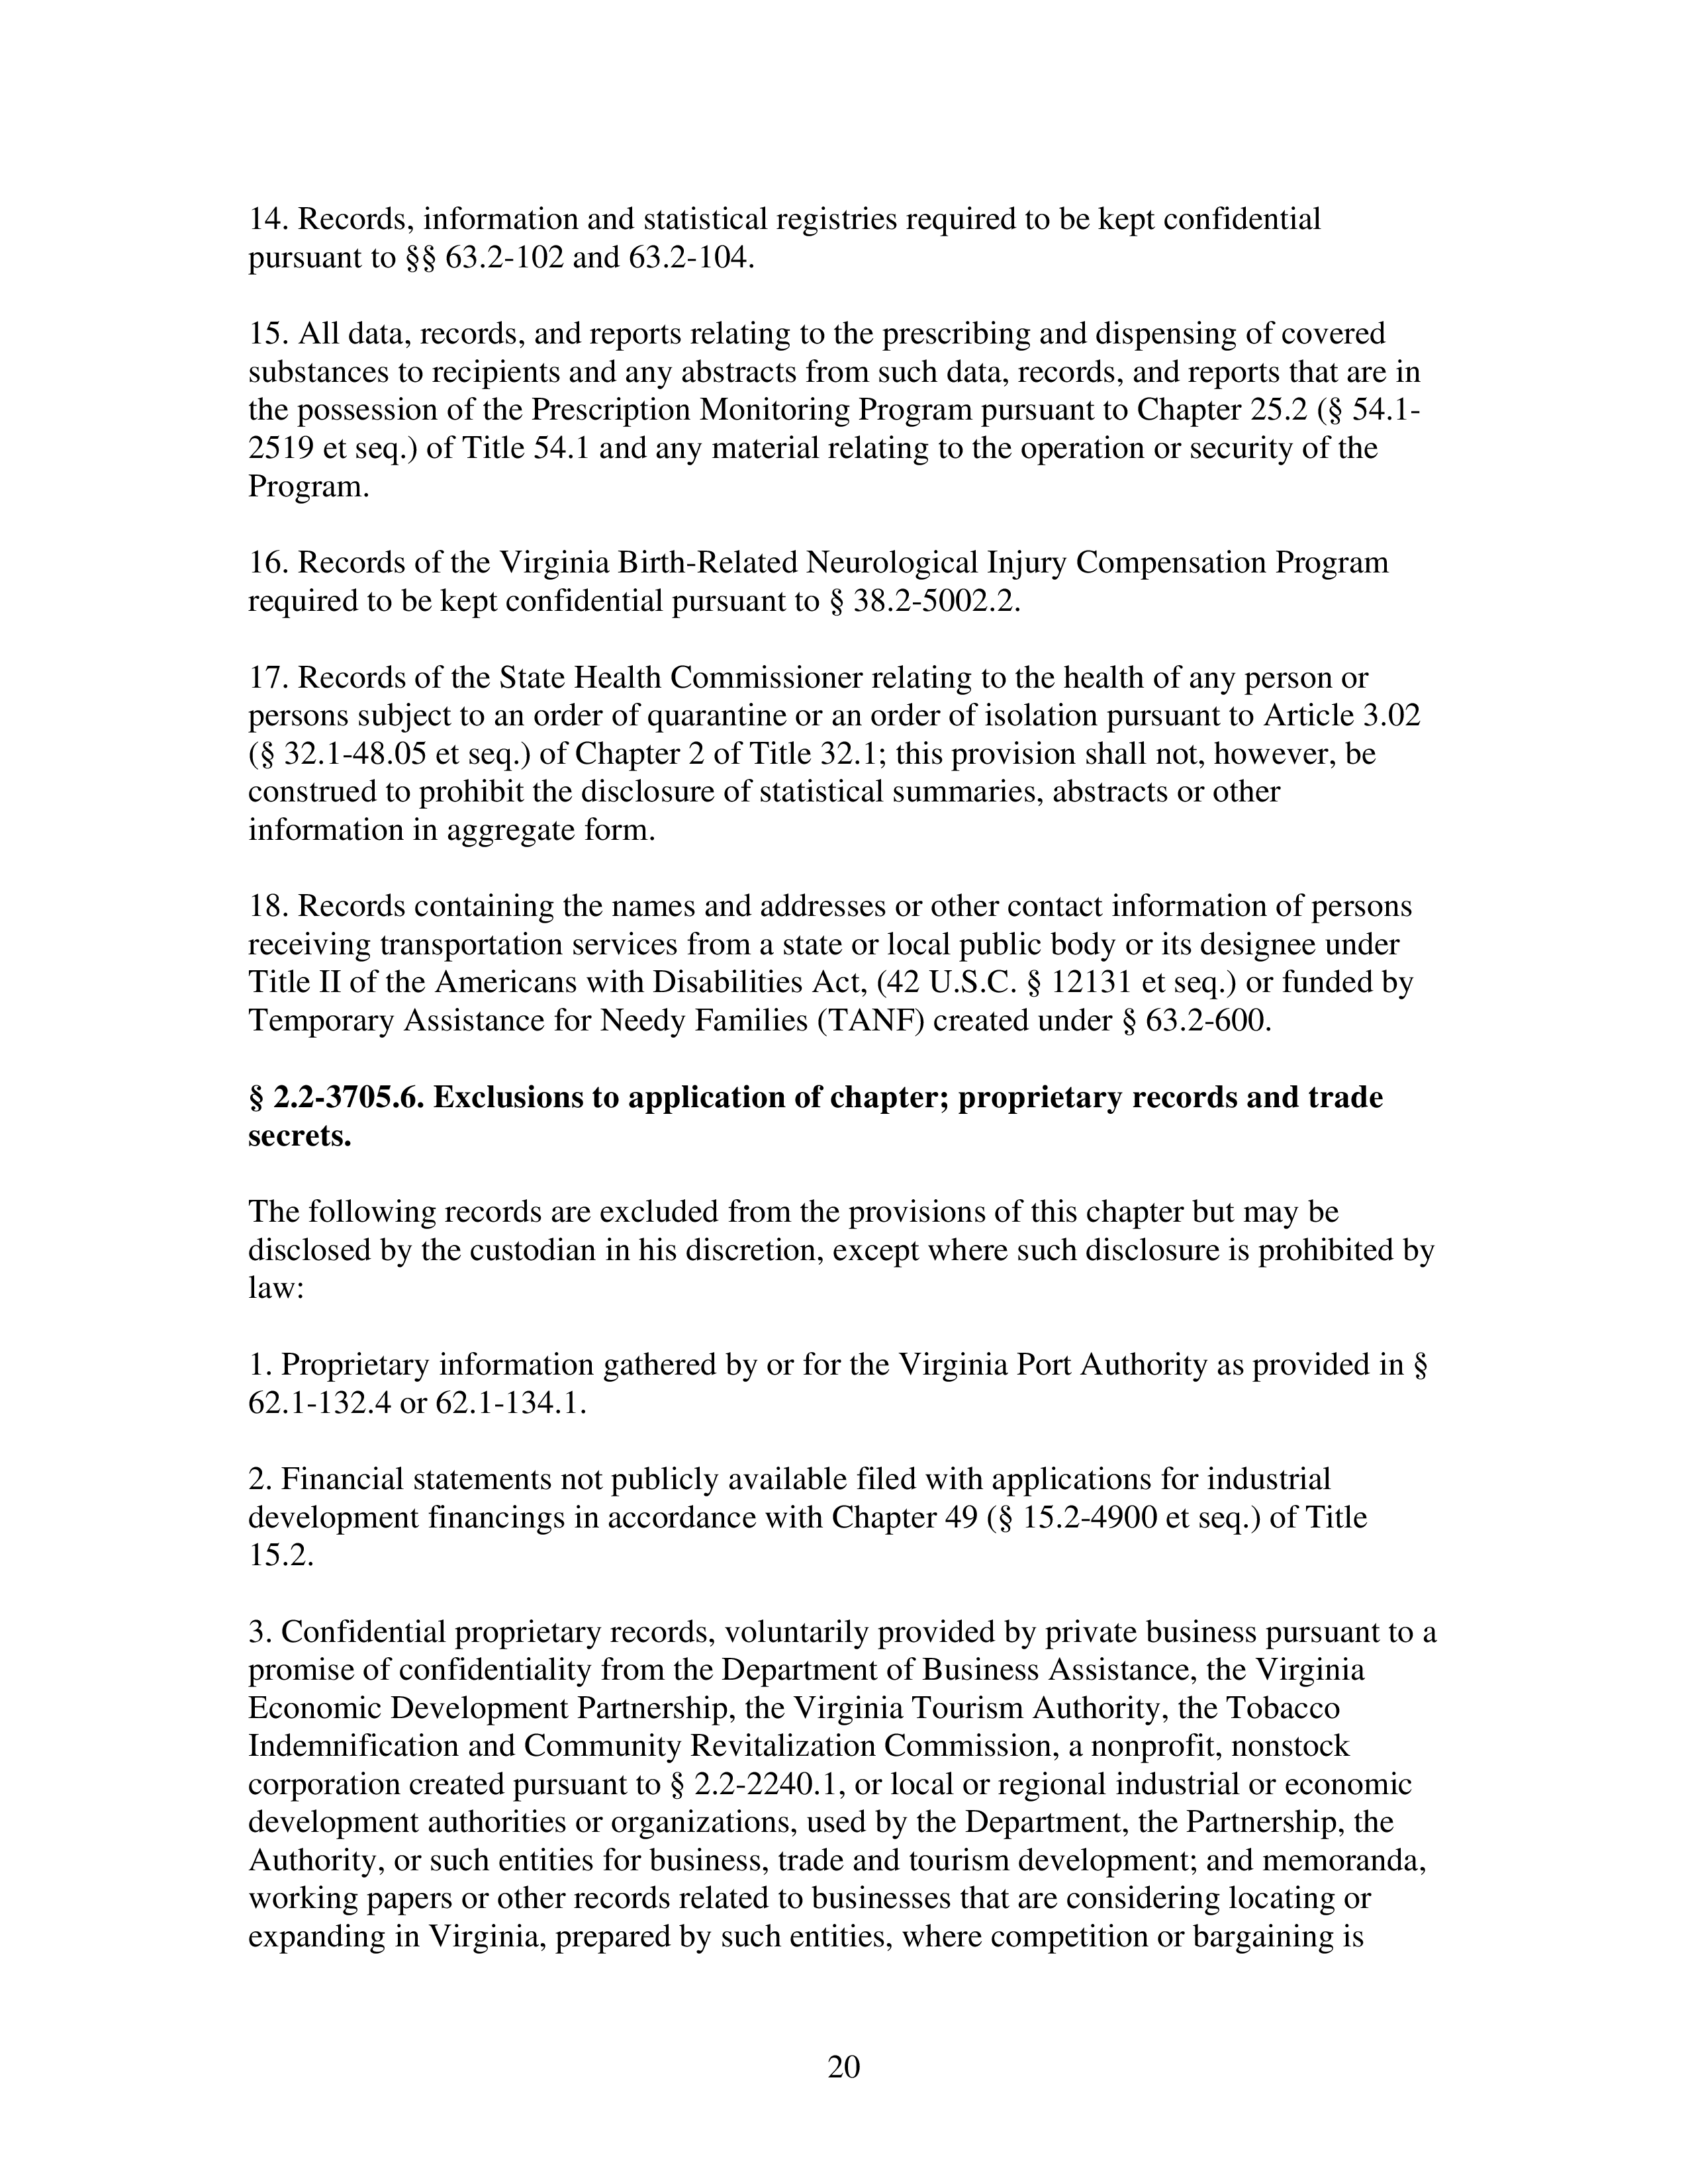 14. Records, information and statistical registries required to be kept confidential
pursuant to §§ 63.2-102 and 63.2-104.
15. All data, records, and reports relating to the prescribing and dispensing of covered
substances to recipients and any abstracts from such data, records, and reports that are in
the possession of the Prescription Monitoring Program pursuant to Chapter 25.2 (§ 54.1-
2519 et seq.) of Title 54.1 and any material relating to the operation or security of the
Program.
16. Records of the Virginia Birth-Related Neurological Injury Compensation Program
required to be kept confidential pursuant to § 38.2-5002.2.
17. Records of the State Health Commissioner relating to the health of any person or
persons subject to an order of quarantine or an order of isolation pursuant to Article 3.02
(§ 32.1-48.05 et seq.) of Chapter 2 of Title 32.1; this provision shall not, however, be
construed to prohibit the disclosure of statistical summaries, abstracts or other
information in aggregate form.
18. Records containing the names and addresses or other contact information of persons
receiving transportation services from a state or local public body or its designee under
Title II of the Americans with Disabilities Act, (42 U.S.C. § 12131 et seq.) or funded by
Temporary Assistance for Needy Families (TANF) created under § 63.2-600.
§ 2.2-3705.6. Exclusions to application of chapter; proprietary records and trade
secrets.
The following records are excluded from the provisions of this chapter but may be
disclosed by the custodian in his discretion, except where such disclosure is prohibited by
law:
1. Proprietary information gathered by or for the Virginia Port Authority as provided in §
62.1-132.4 or 62.1-134.1.
2. Financial statements not publicly available filed with applications for industrial
development financings in accordance with Chapter 49 (§ 15.2-4900 et seq.) of Title
15.2.
3. Confidential proprietary records, voluntarily provided by private business pursuant to a
promise of confidentiality from the Department of Business Assistance, the Virginia
Economic Development Partnership, the Virginia Tourism Authority, the Tobacco
Indemnification and Community Revitalization Commission, a nonprofit, nonstock
corporation created pursuant to § 2.2-2240.1, or local or regional industrial or economic
development authorities or organizations, used by the Department, the Partnership, the
Authority, or such entities for business, trade and tourism development; and memoranda,
working papers or other records related to businesses that are considering locating or
expanding in Virginia, prepared by such entities, where competition or bargaining is
20